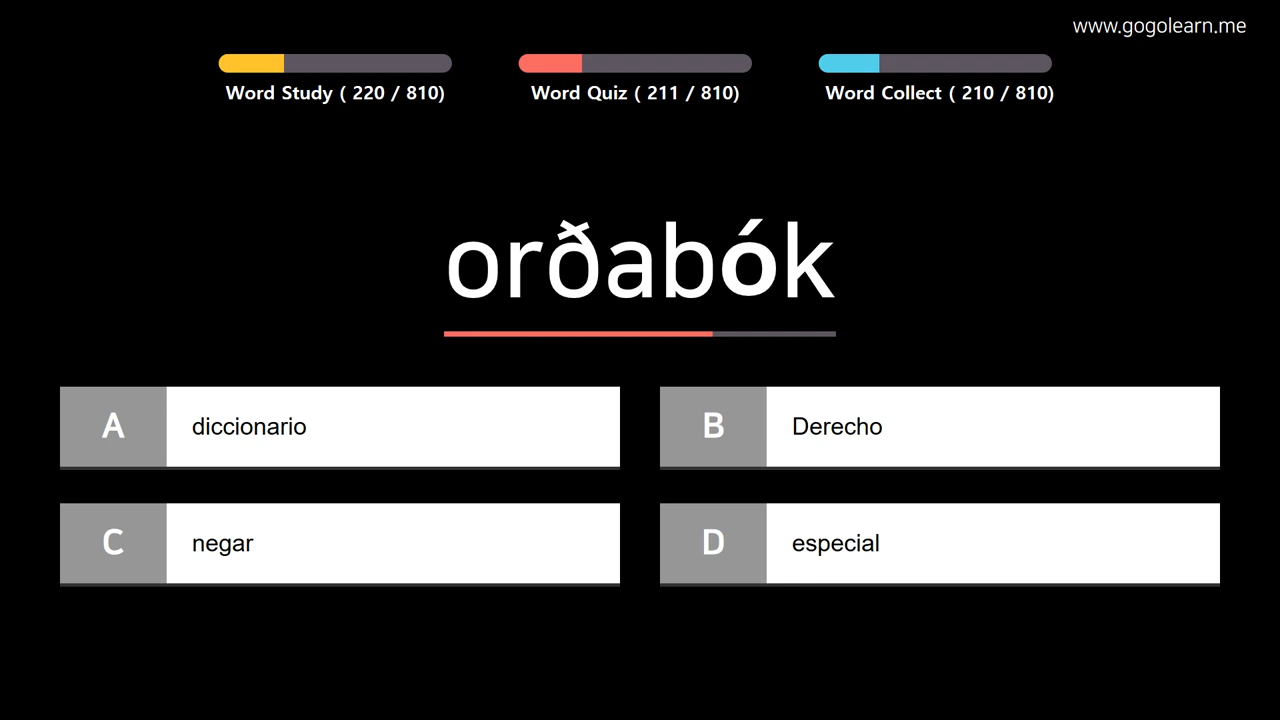 www.gogolearn.me
Word Study ( 220 / 810)
Word Quiz ( 211 / 810)
Word Collect ( 210 / 810)
orðabók
A
diccionario
B
Derecho
C
negar
D
especial